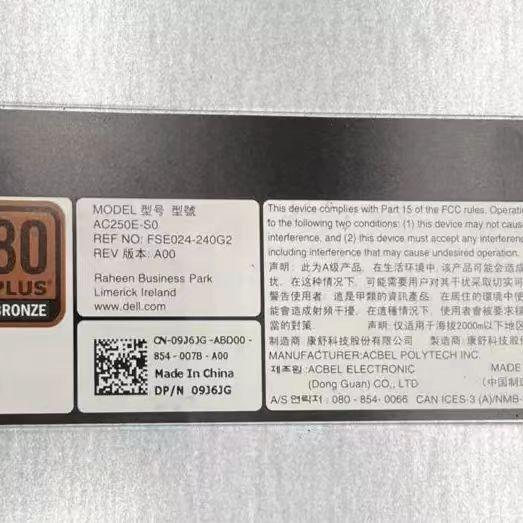 80
PLUS
BRONZE
MODEL 型号 型號
AC250E-S0
REF NO: FSE024-240G2
REV 版本: A00
Raheen Business Park
Limerick Ireland
www.dell.com
CN-09J6JG-ABD00-
854-007B-A00
Made In China
DP/N 09J6JG
This device complies with Part 15 of the FCC rules. Operati
to the following two conditions: (1) this device may not cause
interference, and (2) this device must accept any interferen
including interference that may cause undesired operation.
声明: 此为A级产品, 在生活环境中, 该产品可能会造成
扰. 在这种情况下, 可能需要用户对其干扰采取切实可
警告使用者: 這是甲類的資訊產品, 在居住的環境中使
能會造成射頻干擾, 在這種情況下, 使用者會被要求採
當的對策. 声明: 仅适用于海拔2000m以下地区
制造商: 康舒科技股份有限公司 製造商: 康舒科技股份
MANUFACTURER:ACBEL POLYTECH INC.
제조원: ACBEL ELECTRONIC MADE
(Dong Guan) CO., LTD (中国制
A/S 연락처: 080-854-0066 CAN ICES-3 (A)/NMB-